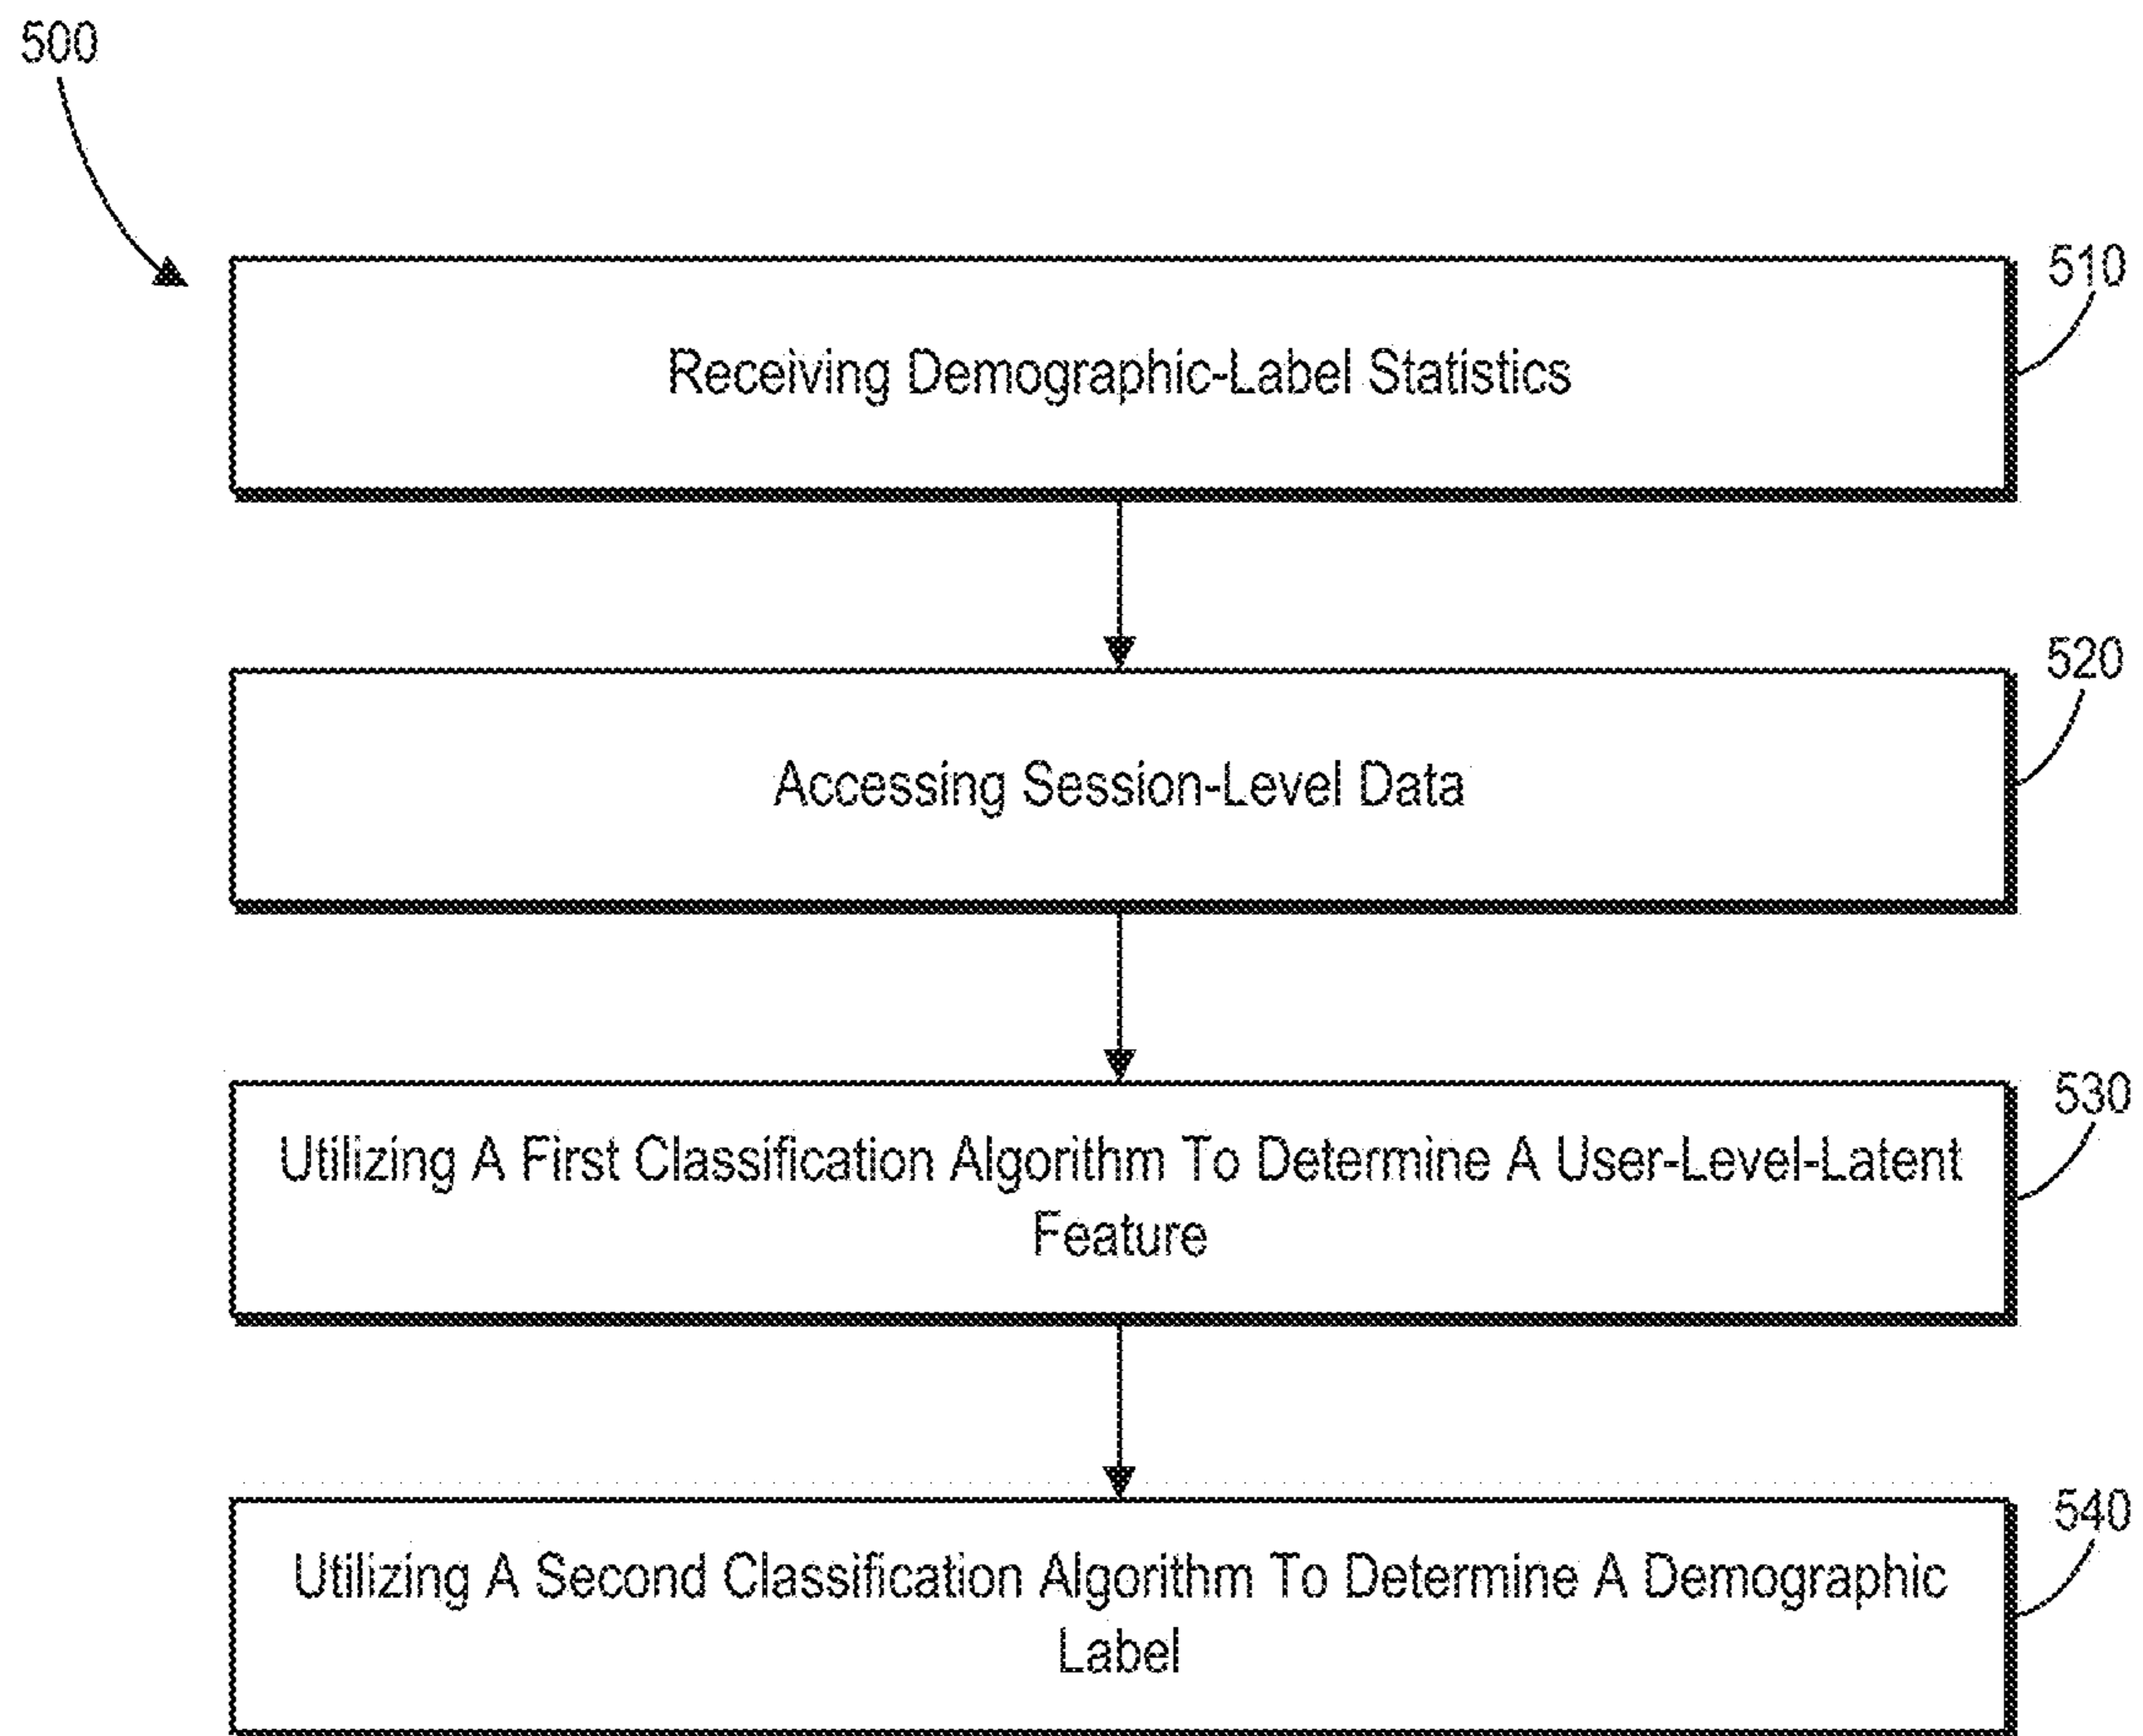 500
510
Receiving Demographic-Label Statistics
520
Accessing Session-Level Data
530
Utilizing A First Classification Algorithm To Determine A User-Level-Latent
Feature
540
Utilizing A Second Classification Algorithm To Determine A Demographic
Label